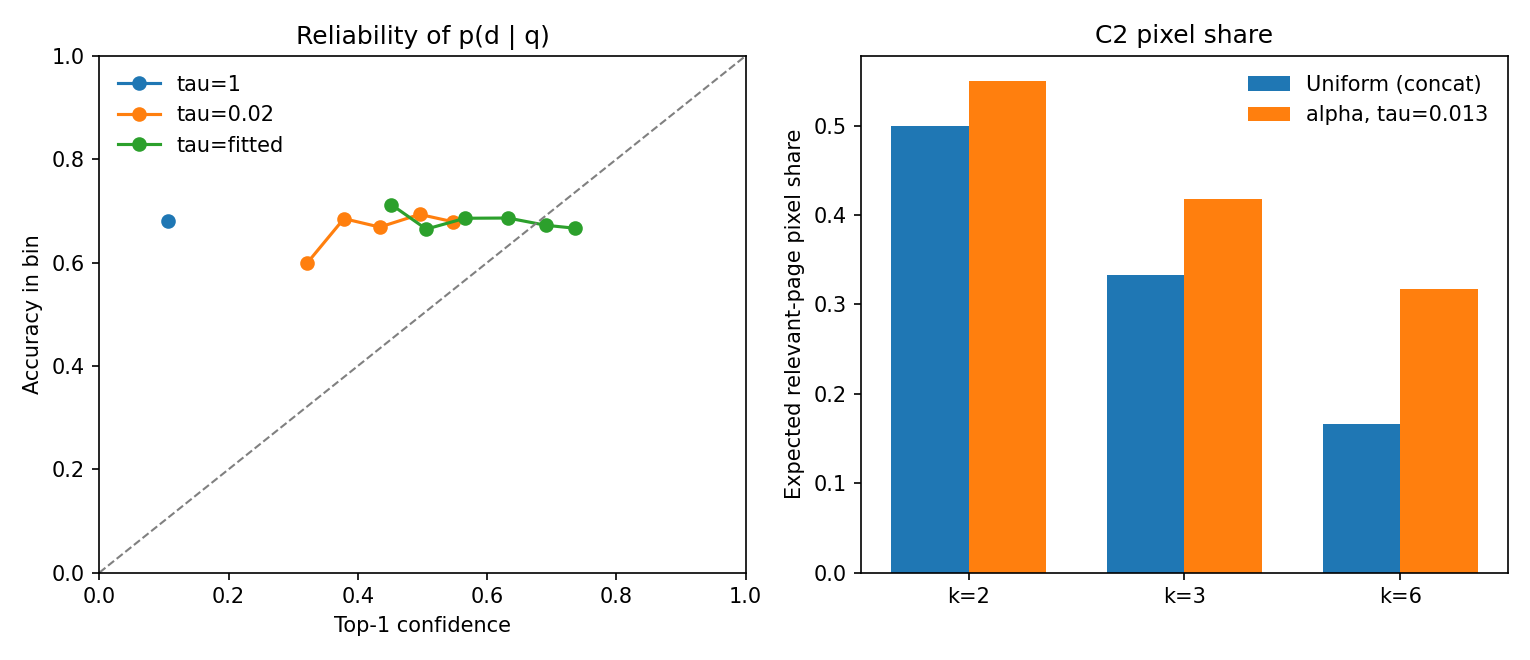 Reliability of p(d | q)
tau=1
tau=0.02
tau=fitted
Accuracy in bin
1.0
0.8
0.6
0.4
0.2
0.0
0.0 0.2 0.4 0.6 0.8 1.0
Top-1 confidence
C2 pixel share
Uniform (concat)
alpha, tau=0.013
Expected relevant-page pixel share
0.5
0.4
0.3
0.2
0.1
0.0
k=2 k=3 k=6